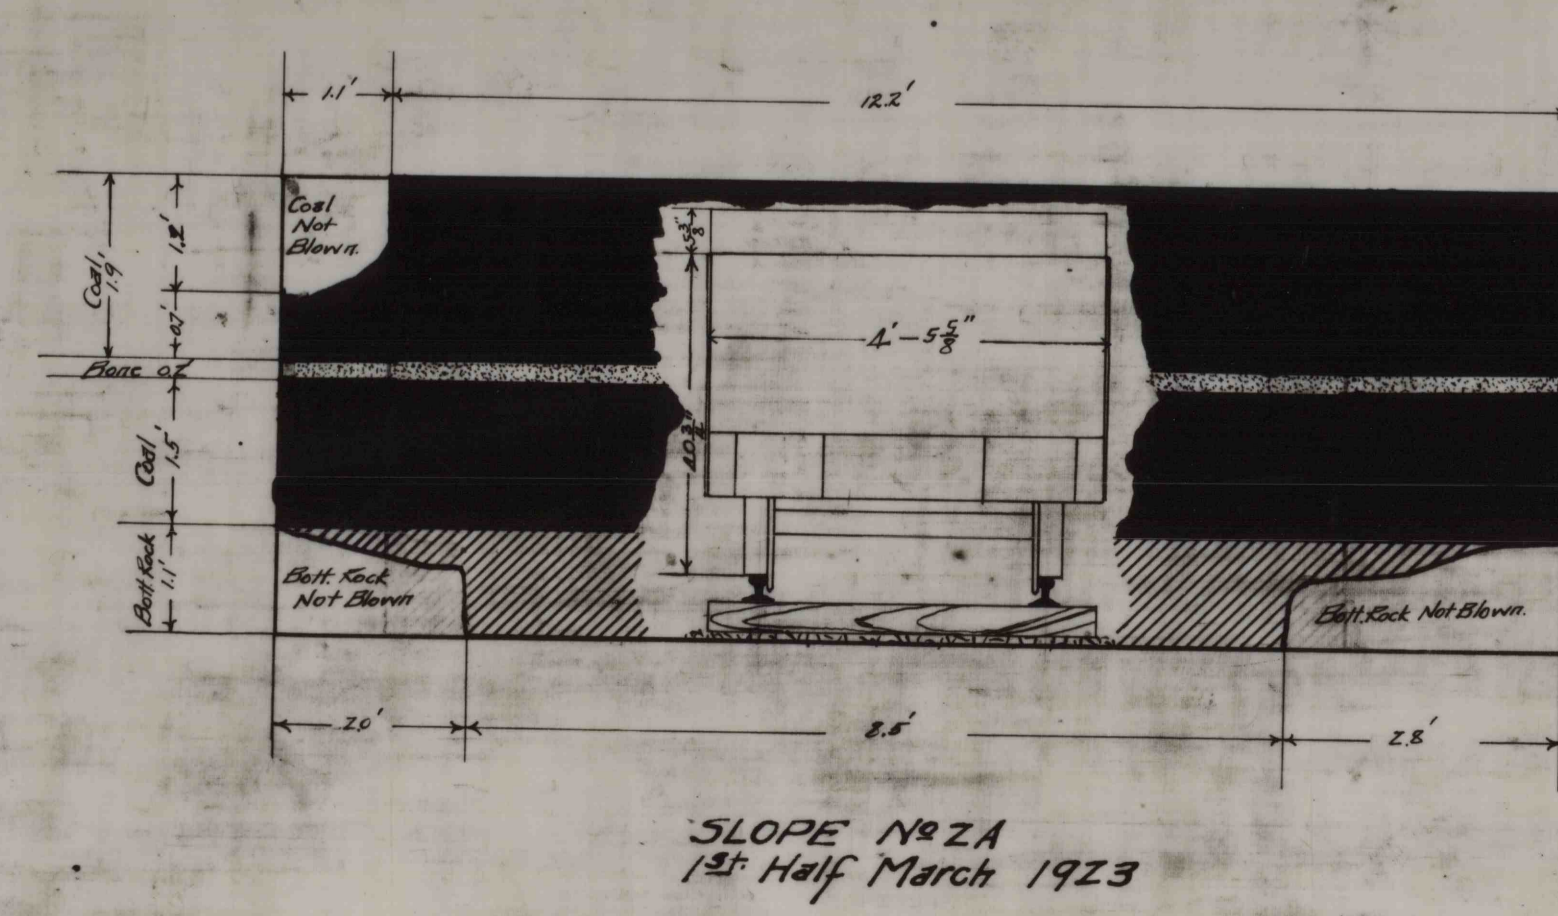 1.1'
12.2'
Coal
Not
Blown.
Coal,
1.9
1.2'
0.7'
5 3/8"
4' - 5 5/8"
Bone 0.2
40 3/4"
Coal
1.5'
Bott. Rock
1.1'
Bott. Rock
Not Blown
Bott. Rock Not Blown.
2.0'
8.5'
2.8'
SLOPE Nº 2A
1st. Half March 1923